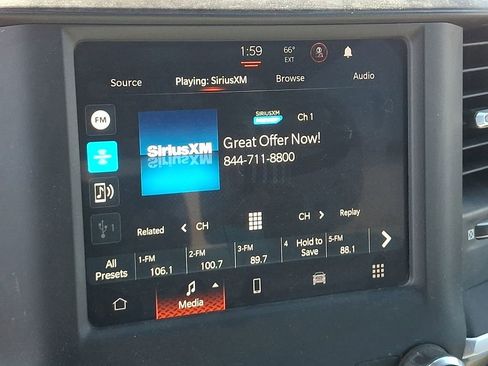 1:59
66°
EXT
Source
Playing: SiriusXM
Browse
Audio
FM
SIRIUSXM
Ch 1
SiriusXM
Great Offer Now!
844-711-8800
1
Related
CH
CH
Replay
All
Presets
1-FM
106.1
2-FM
100.7
3-FM
89.7
4
Hold to
Save
5-FM
88.1
Media